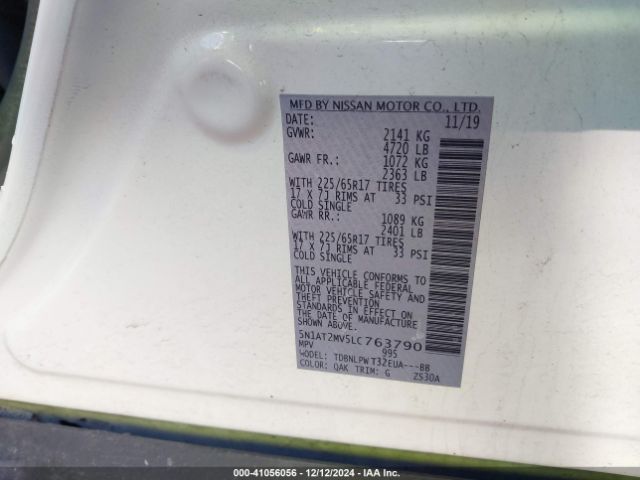 MFD BY NISSAN MOTOR CO., LTD.
DATE: 11/19
GVWR: 2141 KG
4720 LB
GAWR FR.: 1072 KG
2363 LB
WITH 225/65R17 TIRES
17 X 7J RIMS AT 33 PSI
COLD SINGLE
GAWR RR.: 1089 KG
2401 LB
WITH 225/65R17 TIRES
17 X 7J RIMS AT 33 PSI
COLD SINGLE
THIS VEHICLE CONFORMS TO
ALL APPLICABLE FEDERAL
MOTOR VEHICLE SAFETY AND
THEFT PREVENTION
STANDARDS IN EFFECT ON
THE DATE OF MANUFACTURE
SHOWN ABOVE.
5N1AT2MV5LC763790
MPV 995
MODEL: TDBNLPW T32EUA---BB
COLOR: QAK TRIM: G ZS30A
000-41056056 - 12/12/2024 - IAA Inc.